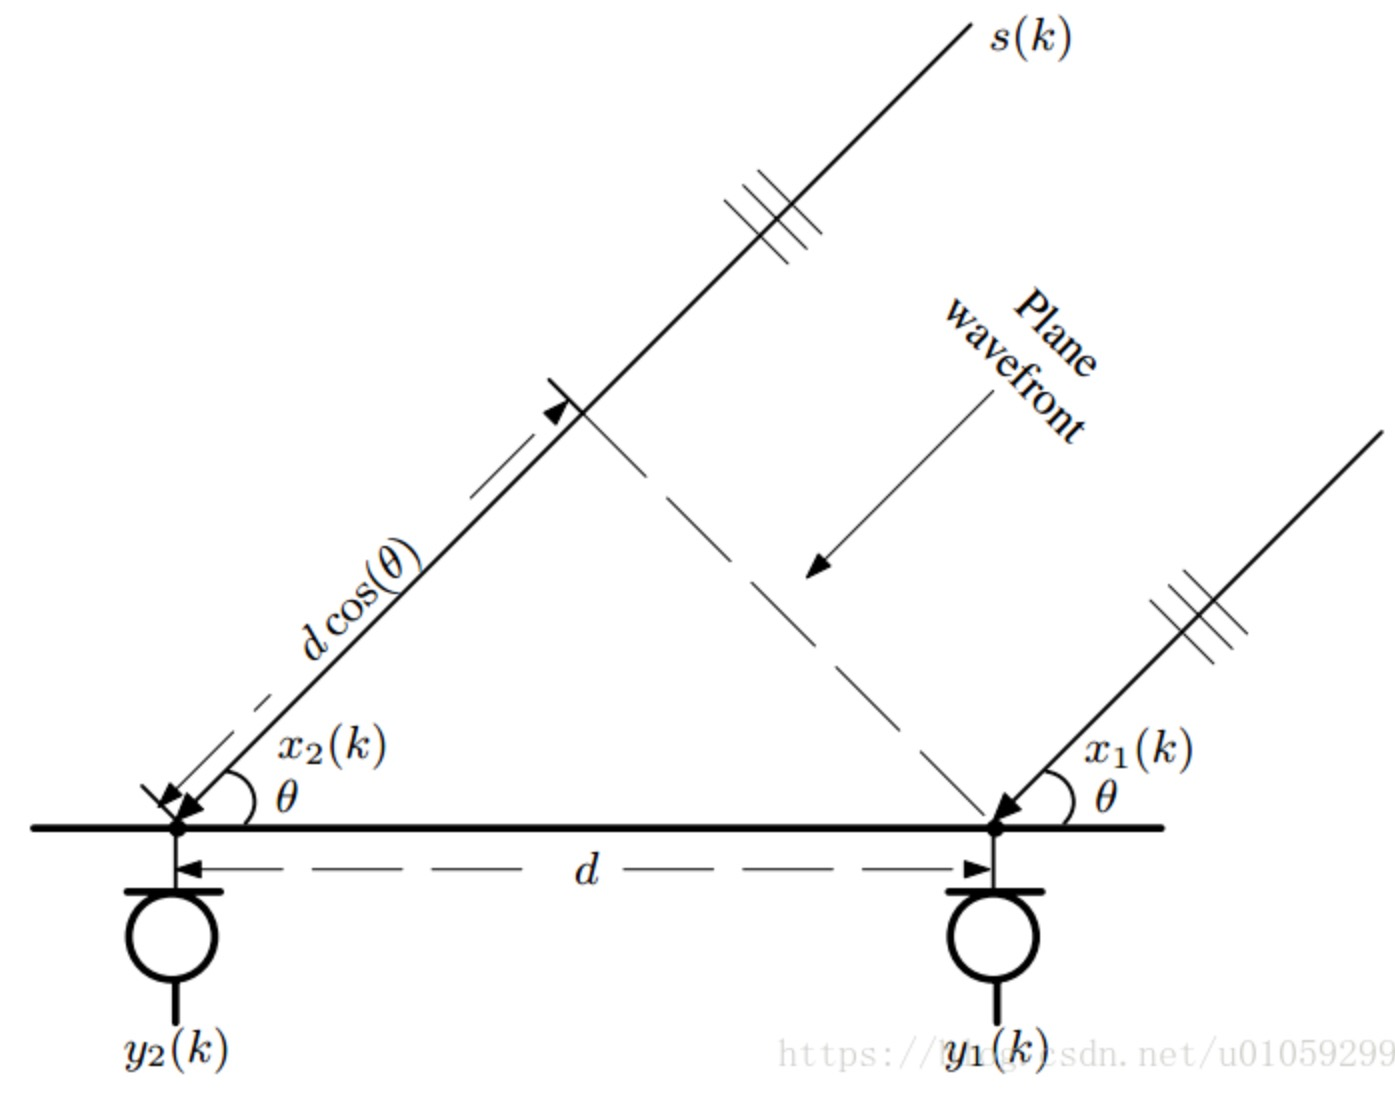 s(k)
Plane
wavefront
d cos(θ)
x₂(k)
θ
x₁(k)
θ
d
y₂(k)
y₁(k)